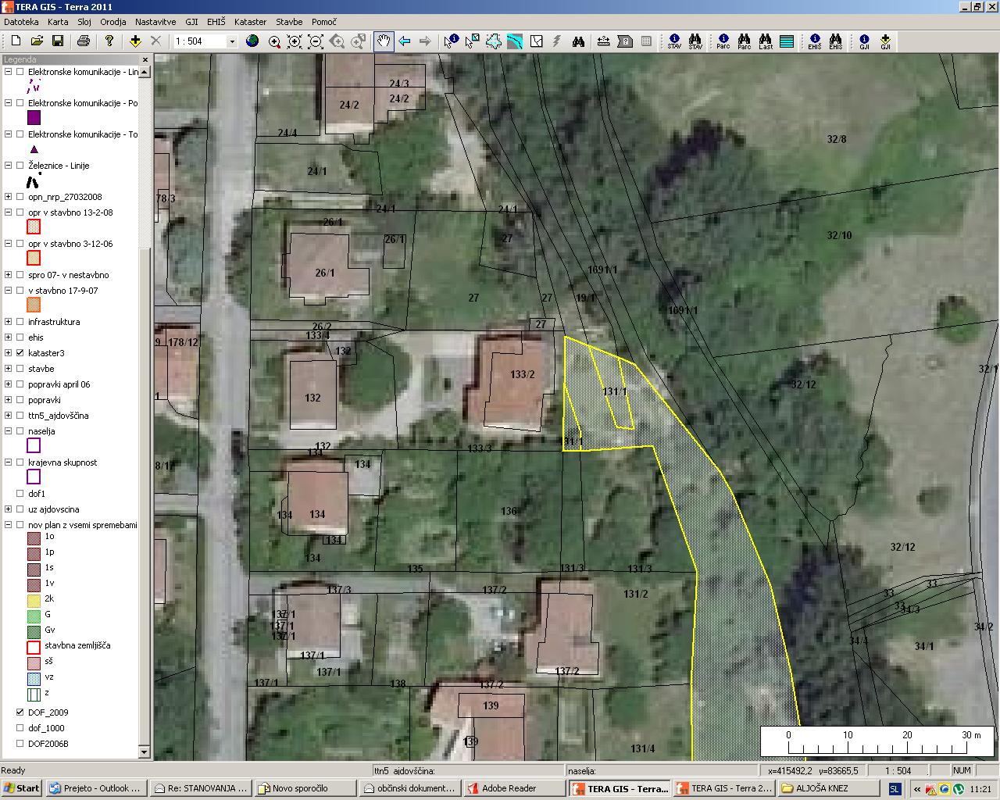 TERA GIS - Terra 2011
Datoteka Karta Sloj Orodja Nastavitve GJI EHIŠ Kataster Stavbe Pomoč
1 : 504
STAV STAV Parc Parc Last EHIŠ EHIS GJI GJI
Legenda
Elektronske komunikacije - Lin
Elektronske komunikacije - Po
Elektronske komunikacije - To
Železnice - Linije
opn_nrp_27032008
opr v stavbno 13-2-08
opr v stavbno 3-12-06
spro 07- v nestavbno
v stavbno 17-9-07
infrastruktura
ehis
kataster3
stavbe
popravki april 06
popravki
ttn5_ajdovščina
naselja
krajevna skupnost
dof1
uz ajdovscina
nov plan z vsemi spremebami
1o
1p
1s
1v
2k
G
Gv
stavbna zemljišča
sš
vz
z
DOF_2009
dof_1000
DOF2006B
24/3
24/2
24/2
24/4
32/8
24/1
78/3
24/1
24/1
26/1
26/1
27
32/10
1691/1
26/1
27
27
19/1
1691/1
26/2
27
133/4
9
178/12
132
32/1
133/2
32/12
131/1
132
1
131/1
132
133/3
134
134
8/17
136
134
134
134
32/12
134
135
131/3
131/3
33
137/3
137/2
131/2
33
34/3
137/1
137/1
34/2
137/1
34/4
34/1
137/1
137/1
137/2
137/1
138
137/2
139
139
131/4
0 10 20 30 m
Ready
ttn5_ajdovščina:
naselja:
x=415492,2 y=83665,5
1 : 504
NUM
Start
Prejeto - Outlook ...
Re: STANOVANJA ...
Novo sporočilo
občinski dokument...
Adobe Reader
TERA GIS - Terra...
TERA GIS - Terra 2...
ALJOŠA KNEZ
SL
11:21